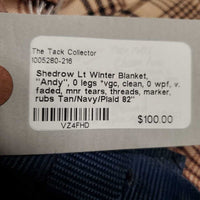 The Tack Collector
1005280-216
Shedrow Lt Winter Blanket,
"Andy", 0 legs *vgc, clean, 0 wpf, v.
faded, mnr tears, threads, marker,
rubs Tan/Navy/Plaid 82"
VZ4FHD
$100.00